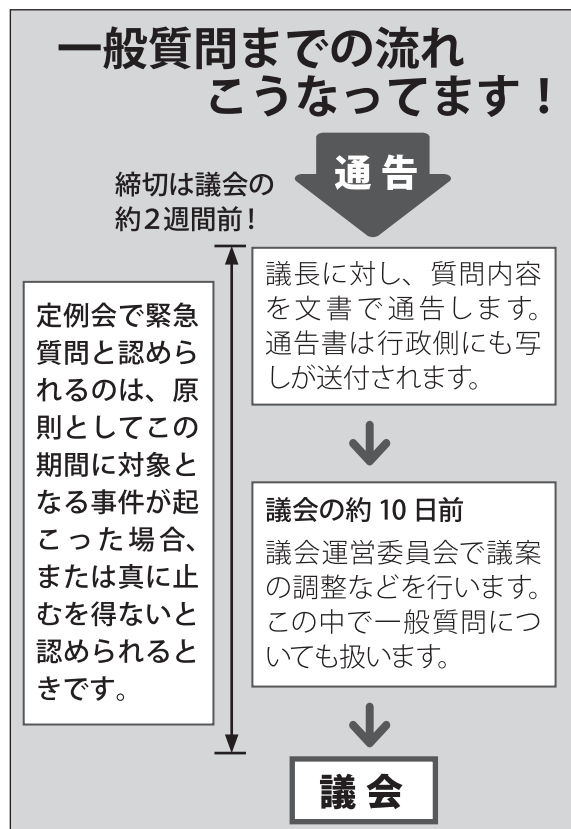 一般質問までの流れ
こうなってます！
通告
締切は議会の
約2週間前！
議長に対し、質問内容
を文書で通告します。
通告書は行政側にも写
しが送付されます。
定例会で緊急
質問と認めら
れるのは、原
則としてこの
期間に対象と
なる事件が起
こった場合、
または真に止
むを得ないと
認められると
きです。
議会の約 10 日前
議会運営委員会で議案
の調整などを行います。
この中で一般質問につ
いても扱います。
議会